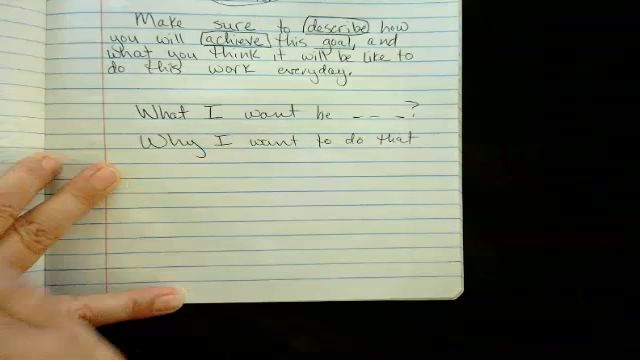 Make sure to describe how
you will achieve this goal, and
what you think it will be like to
do this work everyday.
What I want be _ _ _?
Why I want to do that